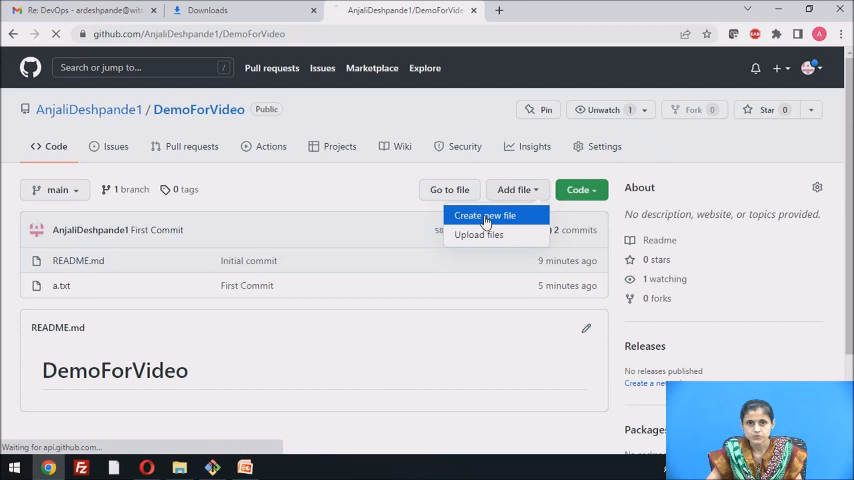 Re: DevOps - ardeshpande@wit
Downloads
AnjaliDeshpande1/DemoForVideo
github.com/AnjaliDeshpande1/DemoForVideo
A
Search or jump to...
/
Pull requests Issues Marketplace Explore
AnjaliDeshpande1 / DemoForVideo Public
Pin
Unwatch 1
Fork 0
Star 0
Code
Issues
Pull requests
Actions
Projects
Wiki
Security
Insights
Settings
main
1 branch
0 tags
Go to file
Add file
Code
Create new file
Upload files
AnjaliDeshpande1 First Commit
2 commits
README.md Initial commit 9 minutes ago
a.txt First Commit 5 minutes ago
README.md
DemoForVideo
About
No description, website, or topics provided.
Readme
0 stars
1 watching
0 forks
Releases
No releases published
Create a new
Packages
Waiting for api.github.com...